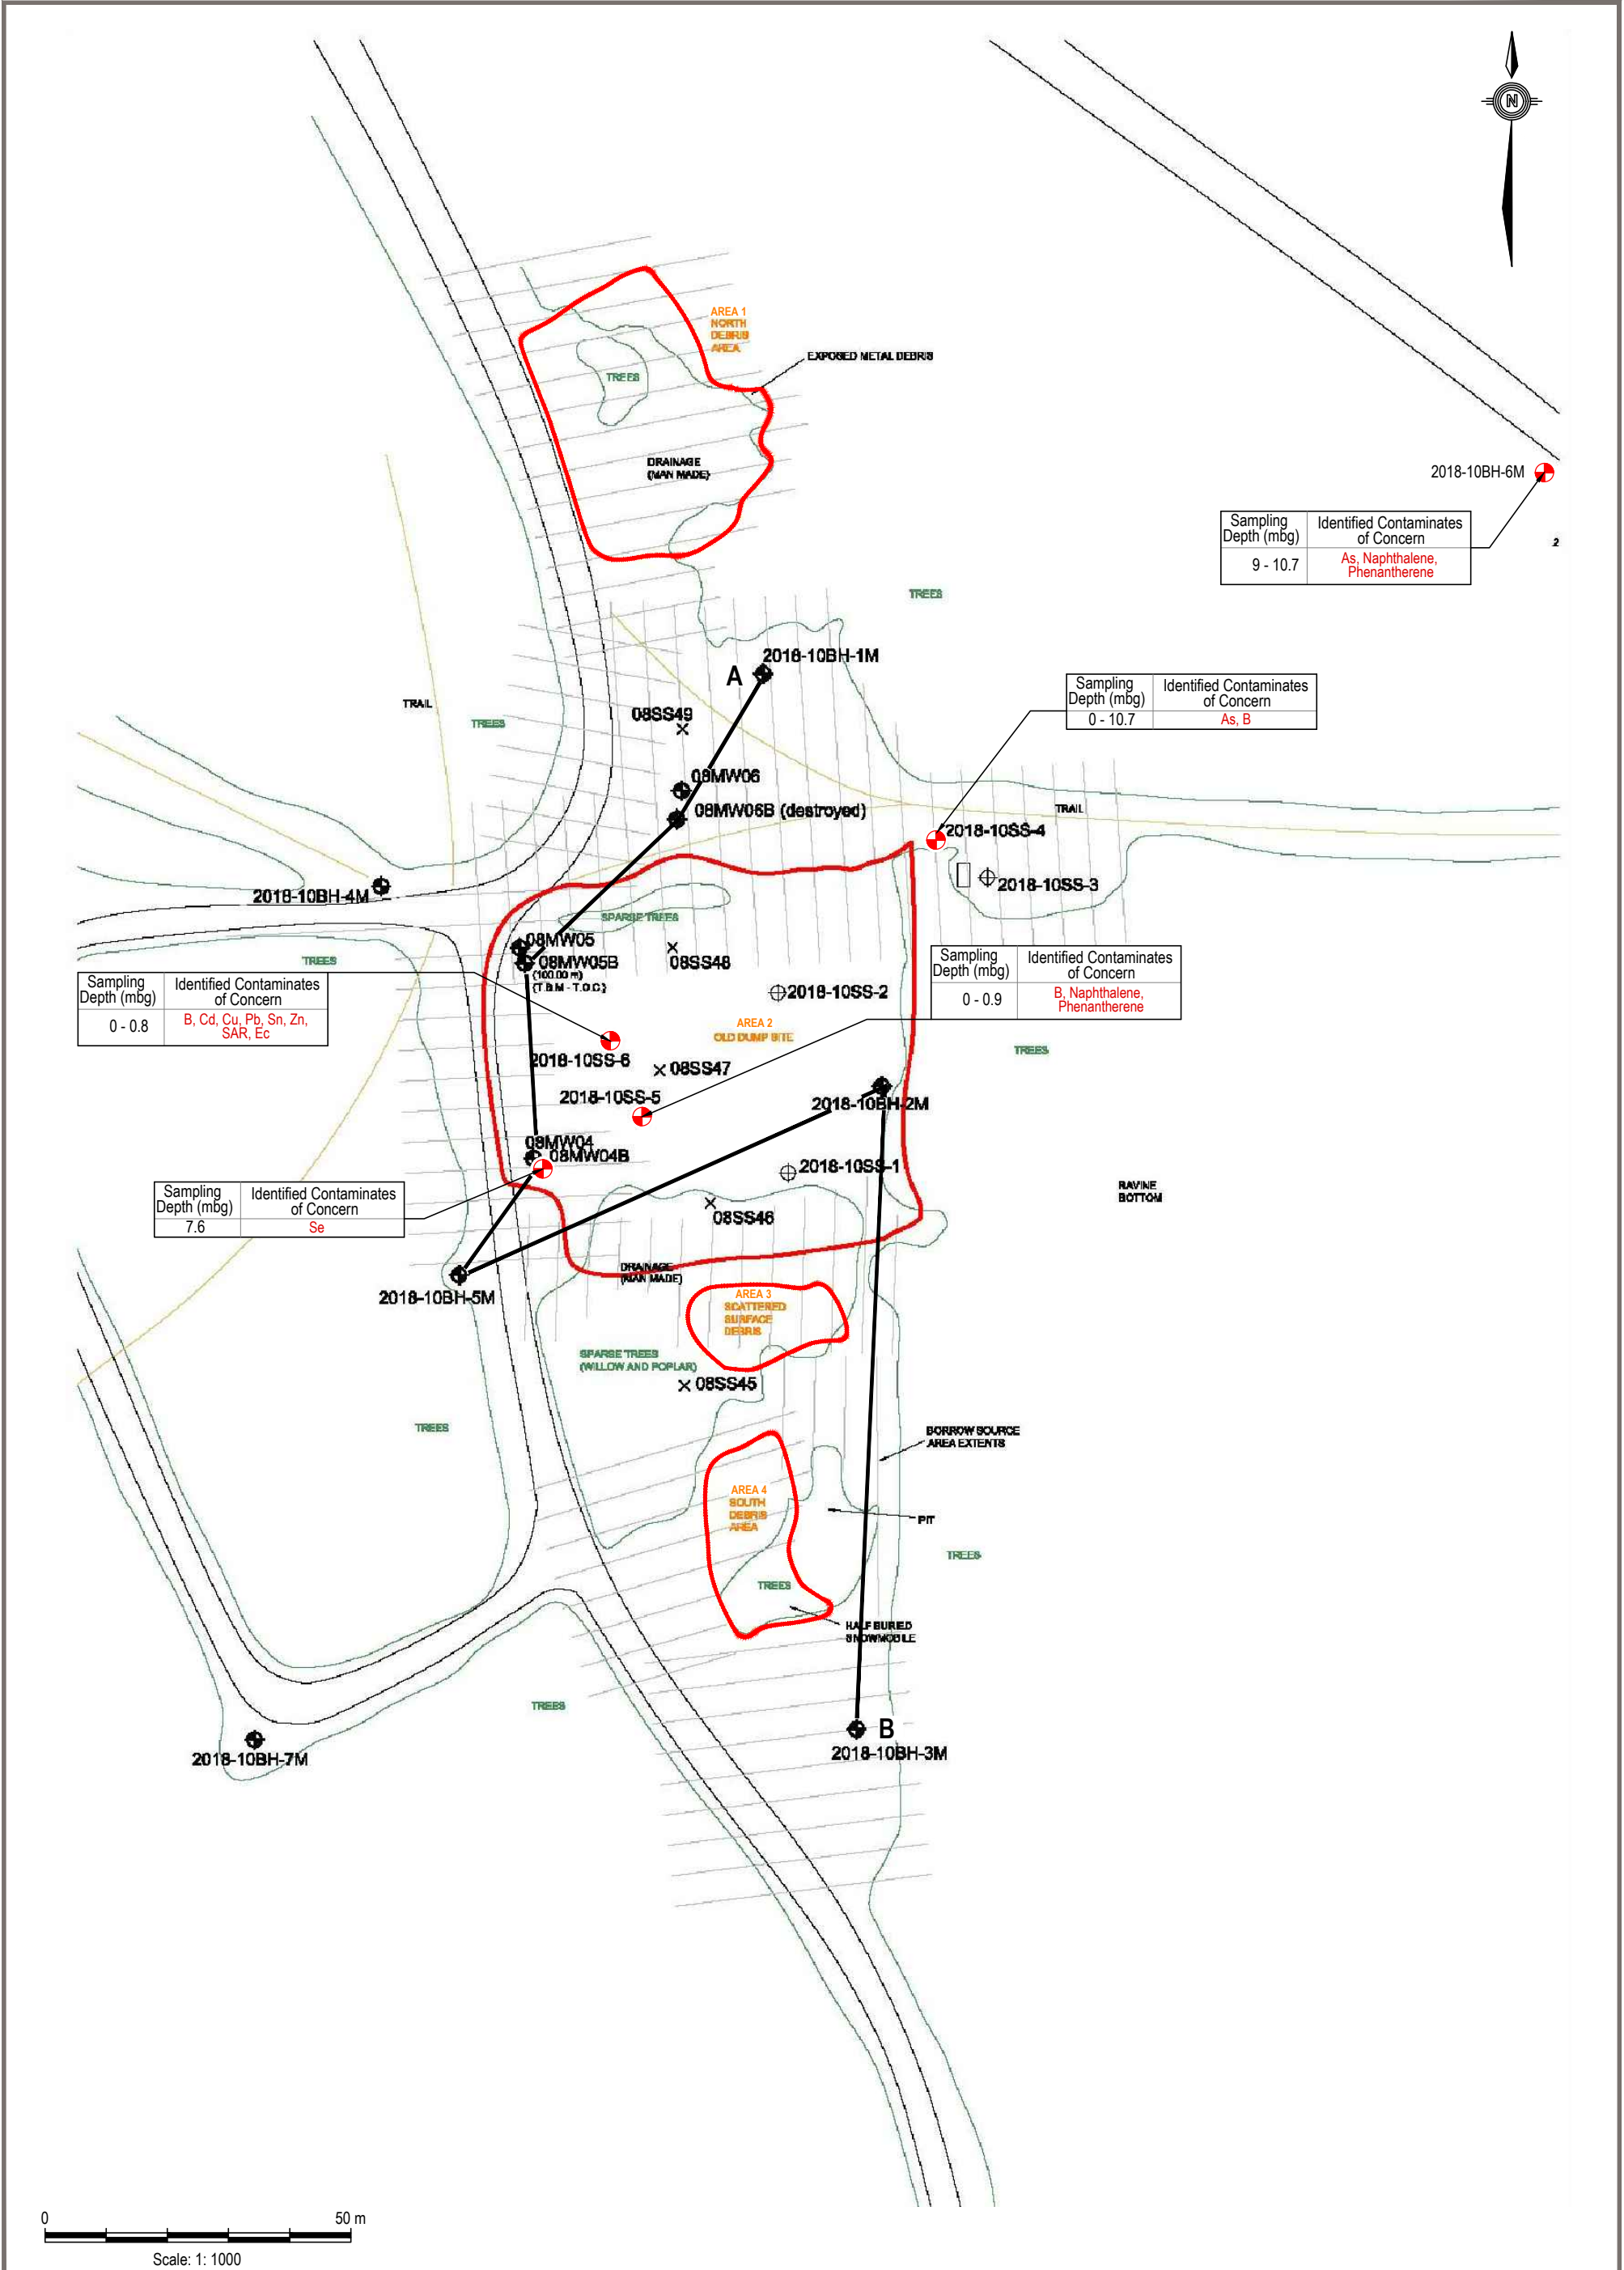 N
AREA 1
NORTH
DEBRIS
AREA
EXPOSED METAL DEBRIS
TREES
DRAINAGE
(MAN MADE)
2018-10BH-6M
Sampling Depth (mbg)
Identified Contaminates of Concern
9 - 10.7
As, Naphthalene,
Phenantherene
2
TREES
2018-10BH-1M
A
Sampling Depth (mbg)
Identified Contaminates of Concern
0 - 10.7
As, B
TRAIL
TREES
08SS49
08MW06
08MW06B (destroyed)
TRAIL
2018-10SS-4
2018-10SS-3
2018-10BH-4M
SPARSE TREES
08MW05
08MW05B
(100.00 m)
(T.B.M - T.O.C)
08SS48
TREES
Sampling Depth (mbg)
Identified Contaminates of Concern
0 - 0.8
B, Cd, Cu, Pb, Sn, Zn,
SAR, Ec
Sampling Depth (mbg)
Identified Contaminates of Concern
0 - 0.9
B, Naphthalene,
Phenantherene
2018-10SS-2
AREA 2
OLD DUMP SITE
TREES
2018-10SS-6
08SS47
2018-10SS-5
2018-10BH-2M
08MW04
08MW04B
2018-10SS-1
Sampling Depth (mbg)
Identified Contaminates of Concern
7.6
Se
RAVINE
BOTTOM
08SS46
DRAINAGE
(MAN MADE)
2018-10BH-5M
AREA 3
SCATTERED
SURFACE
DEBRIS
SPARSE TREES
(WILLOW AND POPLAR)
08SS45
TREES
BORROW SOURCE
AREA EXTENTS
AREA 4
SOUTH
DEBRIS
AREA
PIT
TREES
TREES
HALF BURIED
SNOWMOBILE
TREES
B
2018-10BH-3M
2018-10BH-7M
0
50 m
Scale: 1: 1000